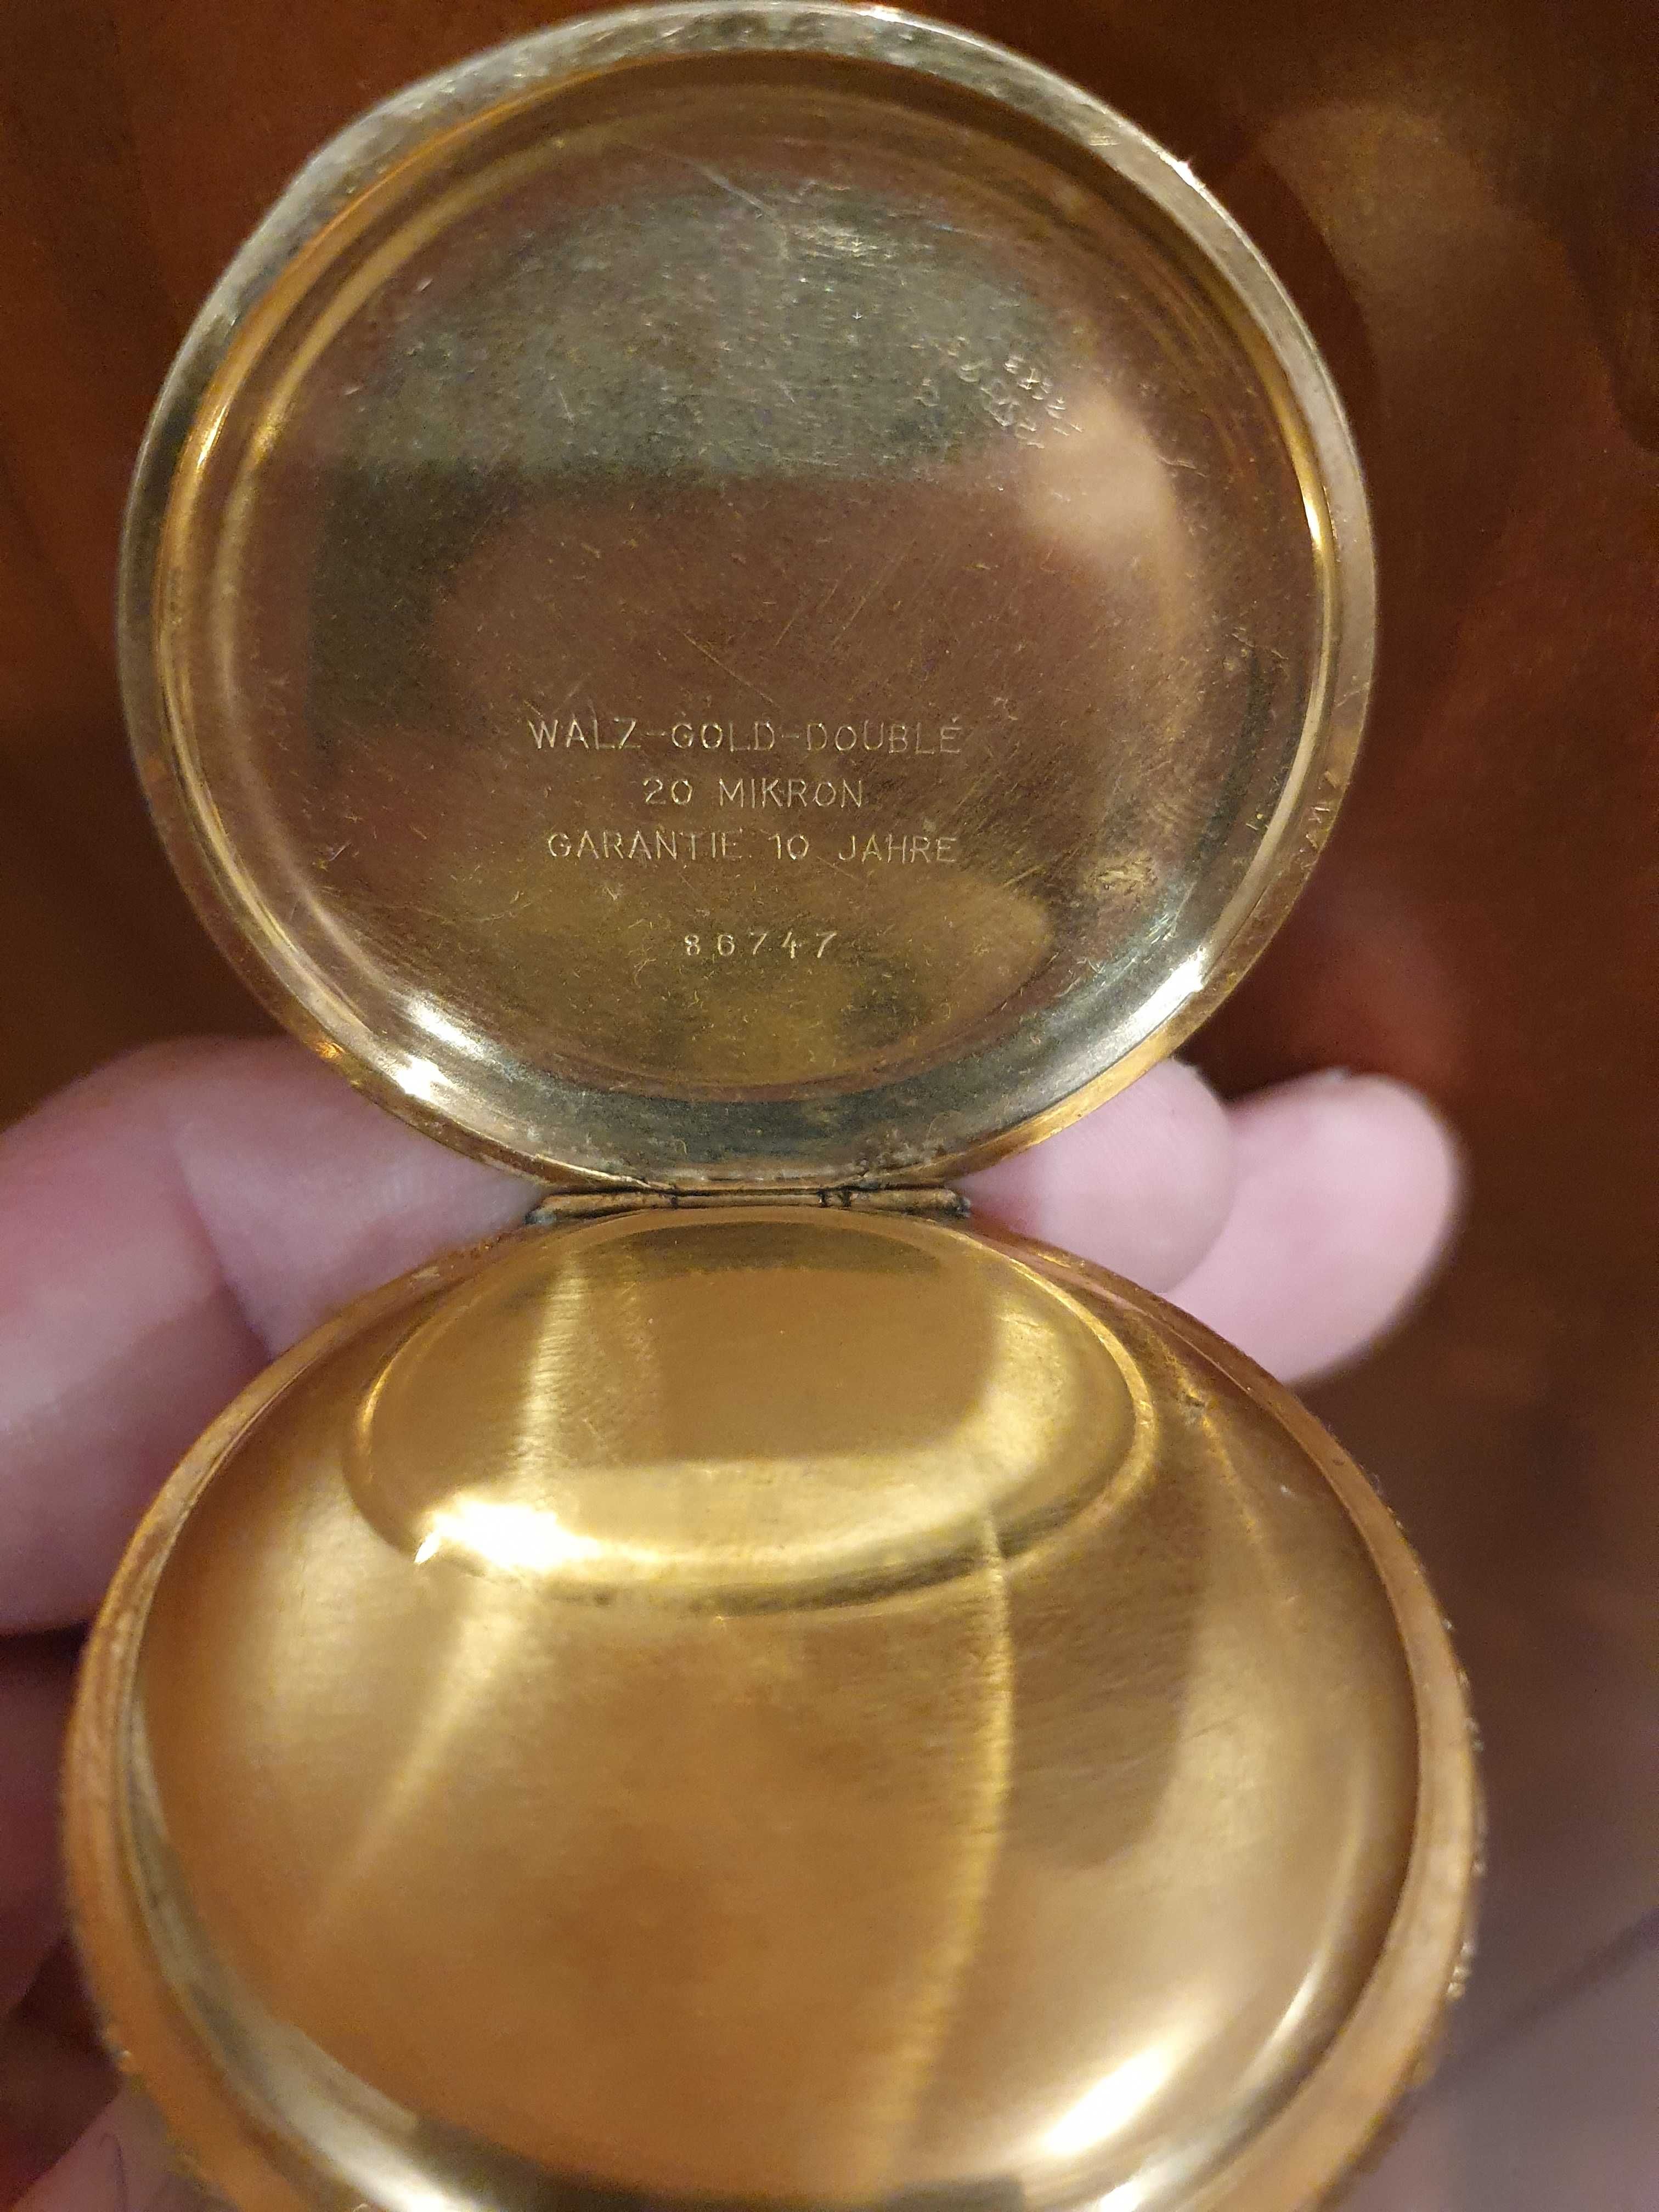 WALZ-GOLD-DOUBLÉ
20 MIKRON
GARANTIE 10 JAHRE
86747